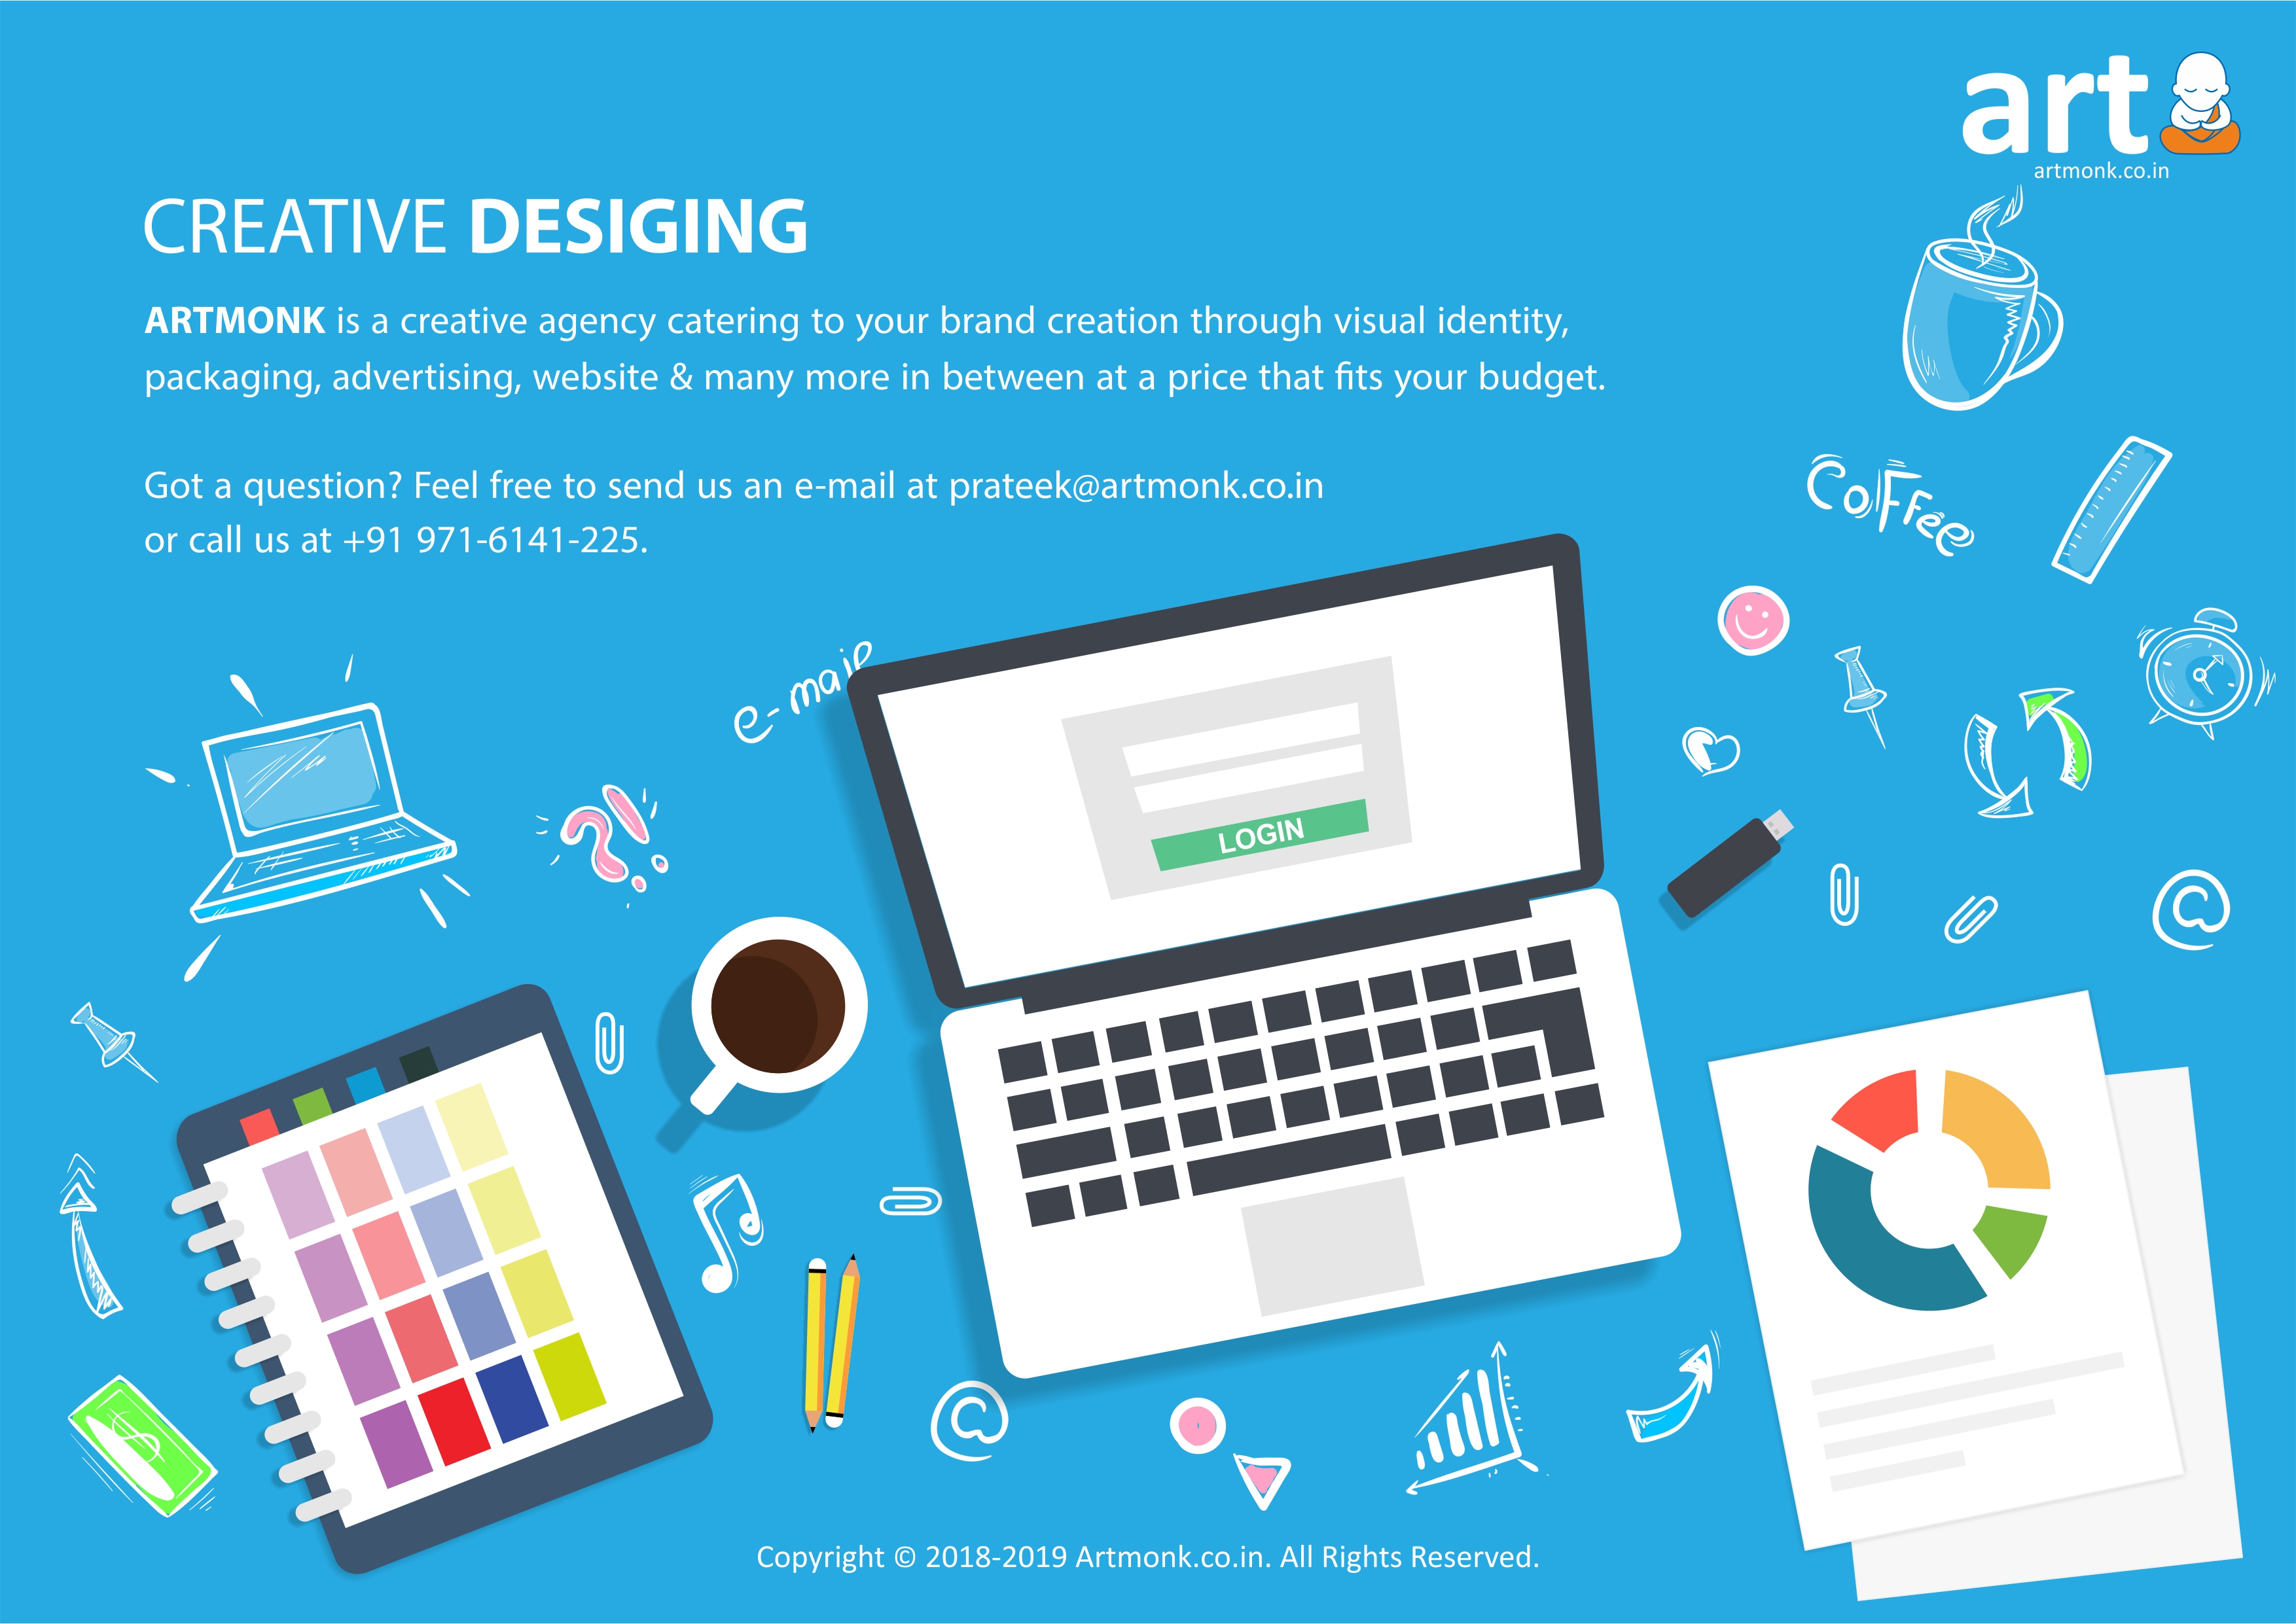 art
artmonk.co.in
CREATIVE DESIGING
ARTMONK is a creative agency catering to your brand creation through visual identity,
packaging, advertising, website & many more in between at a price that fits your budget.
Got a question? Feel free to send us an e-mail at prateek@artmonk.co.in
or call us at +91 971-6141-225.
Coffee
e-mail
LOGIN
@
@
Copyright © 2018-2019 Artmonk.co.in. All Rights Reserved.